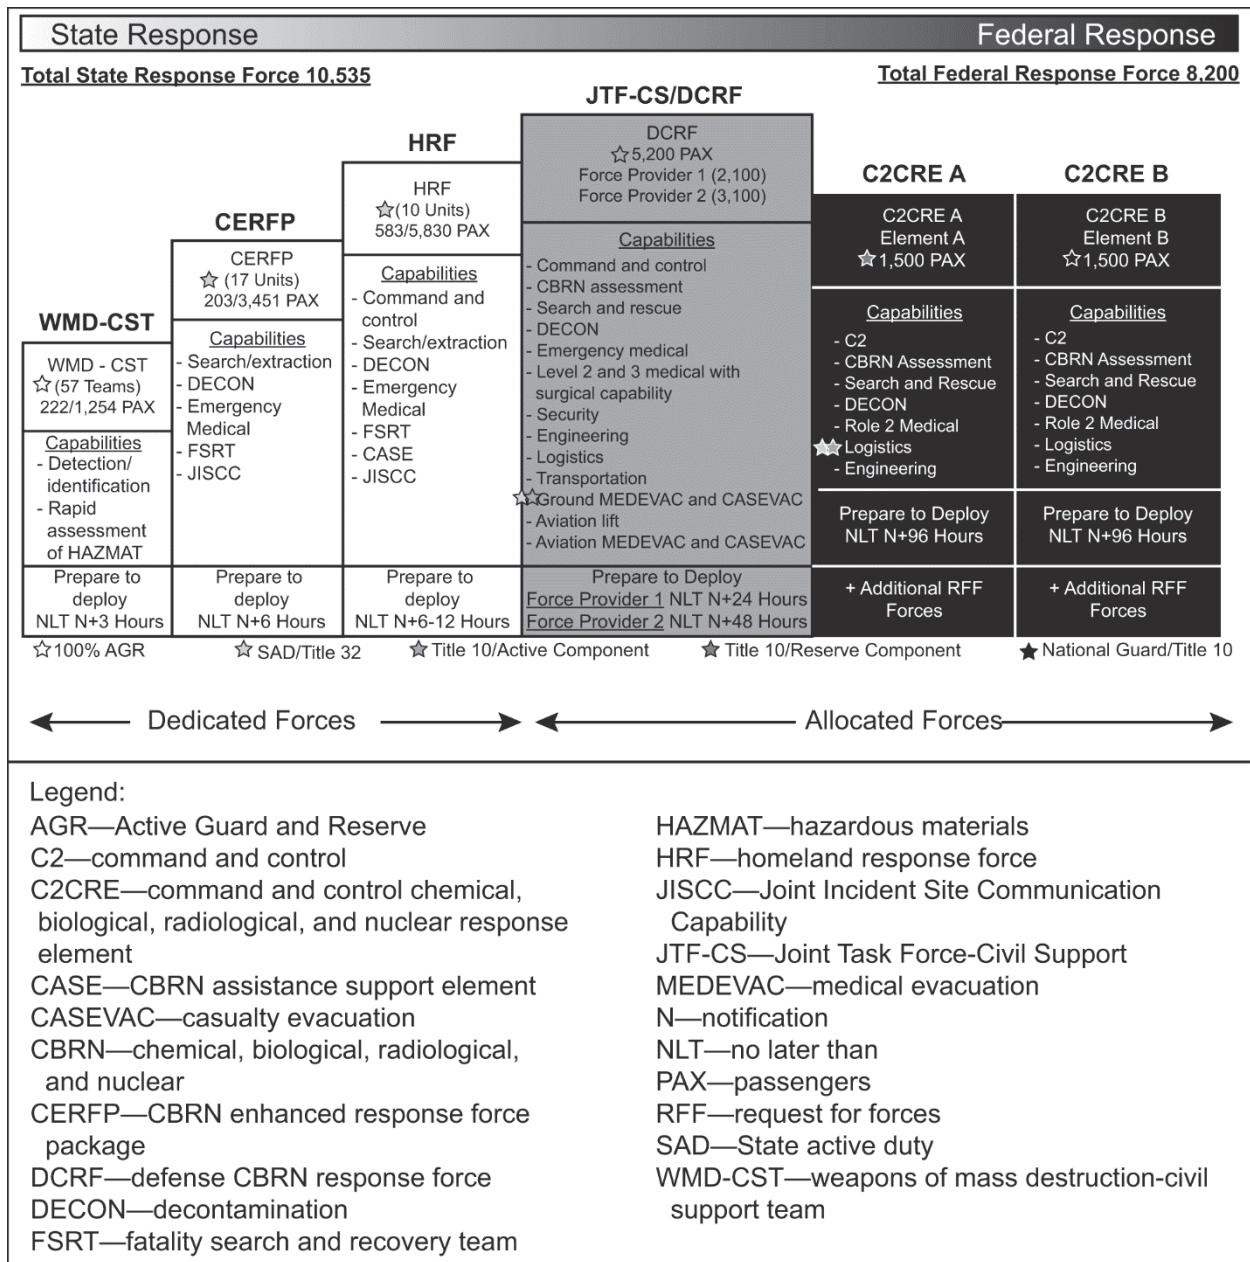 State Response
Federal Response
Total State Response Force 10,535
Total Federal Response Force 8,200
WMD-CST
WMD - CST
(57 Teams)
222/1,254 PAX
Capabilities
- Detection/
identification
- Rapid
assessment
of HAZMAT
Prepare to
deploy
NLT N+3 Hours
CERFP
CERFP
(17 Units)
203/3,451 PAX
Capabilities
- Search/extraction
- DECON
- Emergency
Medical
- FSRT
- JISCC
Prepare to
deploy
NLT N+6 Hours
HRF
HRF
(10 Units)
583/5,830 PAX
Capabilities
- Command and
control
- Search/extraction
- DECON
- Emergency
Medical
- FSRT
- CASE
- JISCC
Prepare to
deploy
NLT N+6-12 Hours
JTF-CS/DCRF
DCRF
5,200 PAX
Force Provider 1 (2,100)
Force Provider 2 (3,100)
Capabilities
- Command and control
- CBRN assessment
- Search and rescue
- DECON
- Emergency medical
- Level 2 and 3 medical with
surgical capability
- Security
- Engineering
- Logistics
- Transportation
- Ground MEDEVAC and CASEVAC
- Aviation lift
- Aviation MEDEVAC and CASEVAC
Prepare to Deploy
Force Provider 1 NLT N+24 Hours
Force Provider 2 NLT N+48 Hours
C2CRE A
C2CRE A
Element A
1,500 PAX
Capabilities
- C2
- CBRN Assessment
- Search and Rescue
- DECON
- Role 2 Medical
- Logistics
- Engineering
Prepare to Deploy
NLT N+96 Hours
+ Additional RFF
Forces
C2CRE B
C2CRE B
Element B
1,500 PAX
Capabilities
- C2
- CBRN Assessment
- Search and Rescue
- DECON
- Role 2 Medical
- Logistics
- Engineering
Prepare to Deploy
NLT N+96 Hours
+ Additional RFF
Forces
100% AGR
SAD/Title 32
Title 10/Active Component
Title 10/Reserve Component
National Guard/Title 10
Dedicated Forces
Allocated Forces
Legend:
AGR—Active Guard and Reserve
C2—command and control
C2CRE—command and control chemical,
biological, radiological, and nuclear response
element
CASE—CBRN assistance support element
CASEVAC—casualty evacuation
CBRN—chemical, biological, radiological,
and nuclear
CERFP—CBRN enhanced response force
package
DCRF—defense CBRN response force
DECON—decontamination
FSRT—fatality search and recovery team
HAZMAT—hazardous materials
HRF—homeland response force
JISCC—Joint Incident Site Communication
Capability
JTF-CS—Joint Task Force-Civil Support
MEDEVAC—medical evacuation
N—notification
NLT—no later than
PAX—passengers
RFF—request for forces
SAD—State active duty
WMD-CST—weapons of mass destruction-civil
support team